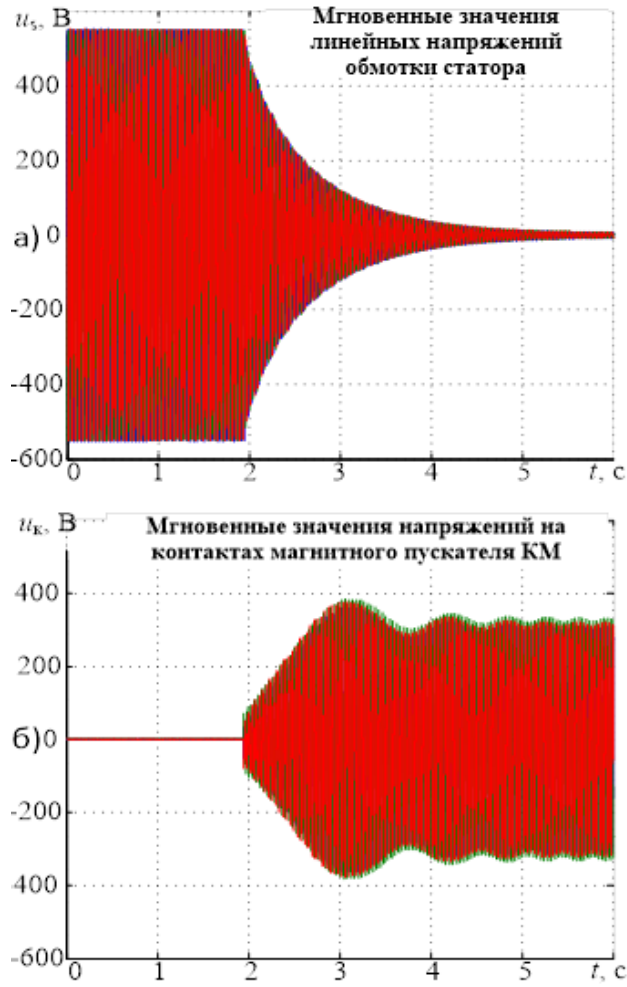 uₛ, В
Мгновенные значения
линейных напряжений
обмотки статора
400
200
а) 0
-200
-400
-600
0 1 2 3 4 5 t, с
uк, В
Мгновенные значения напряжений на
контактах магнитного пускателя КМ
400
200
б) 0
-200
-400
-600
0 1 2 3 4 5 t, с